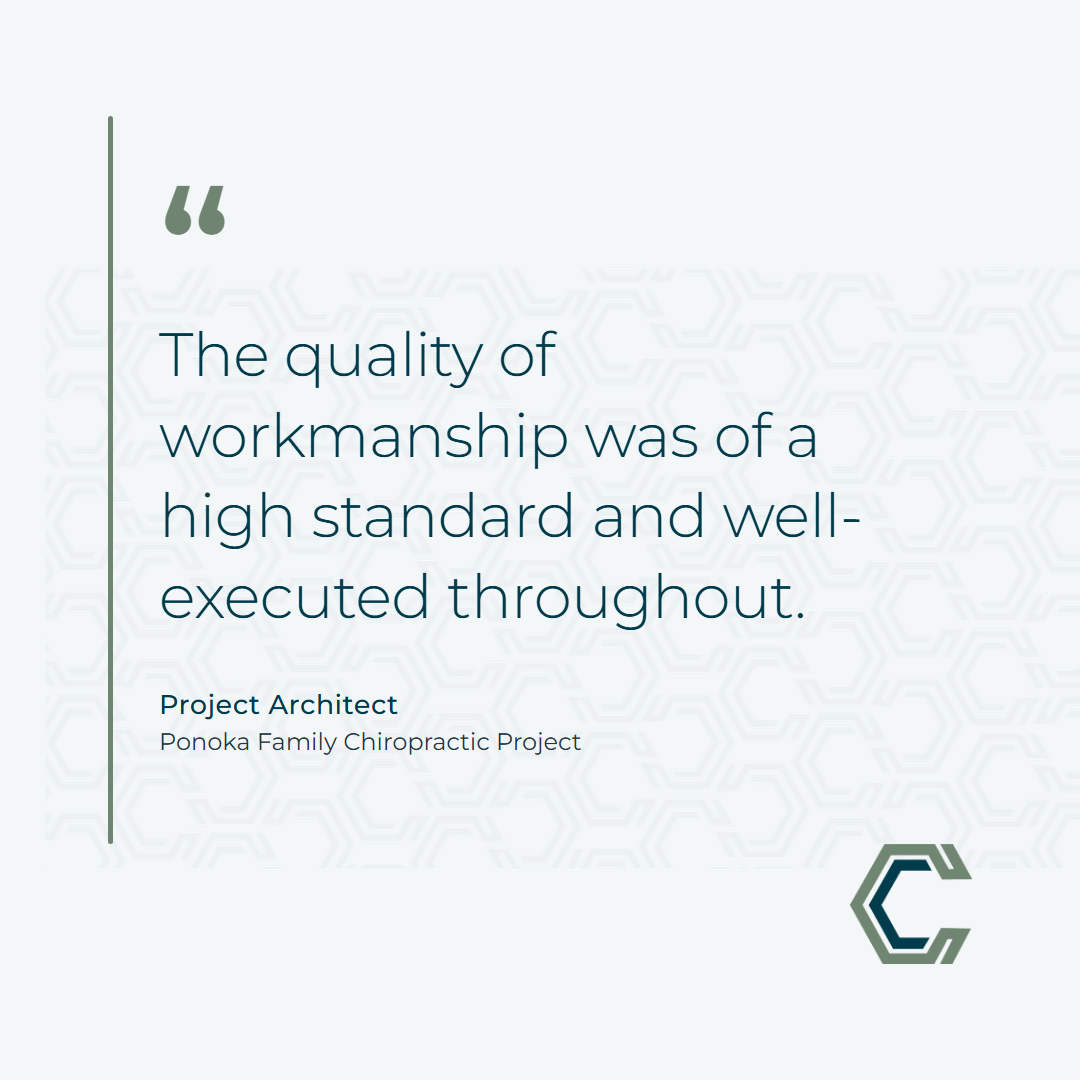 “
The quality of
workmanship was of a
high standard and well-
executed throughout.
Project Architect
Ponoka Family Chiropractic Project